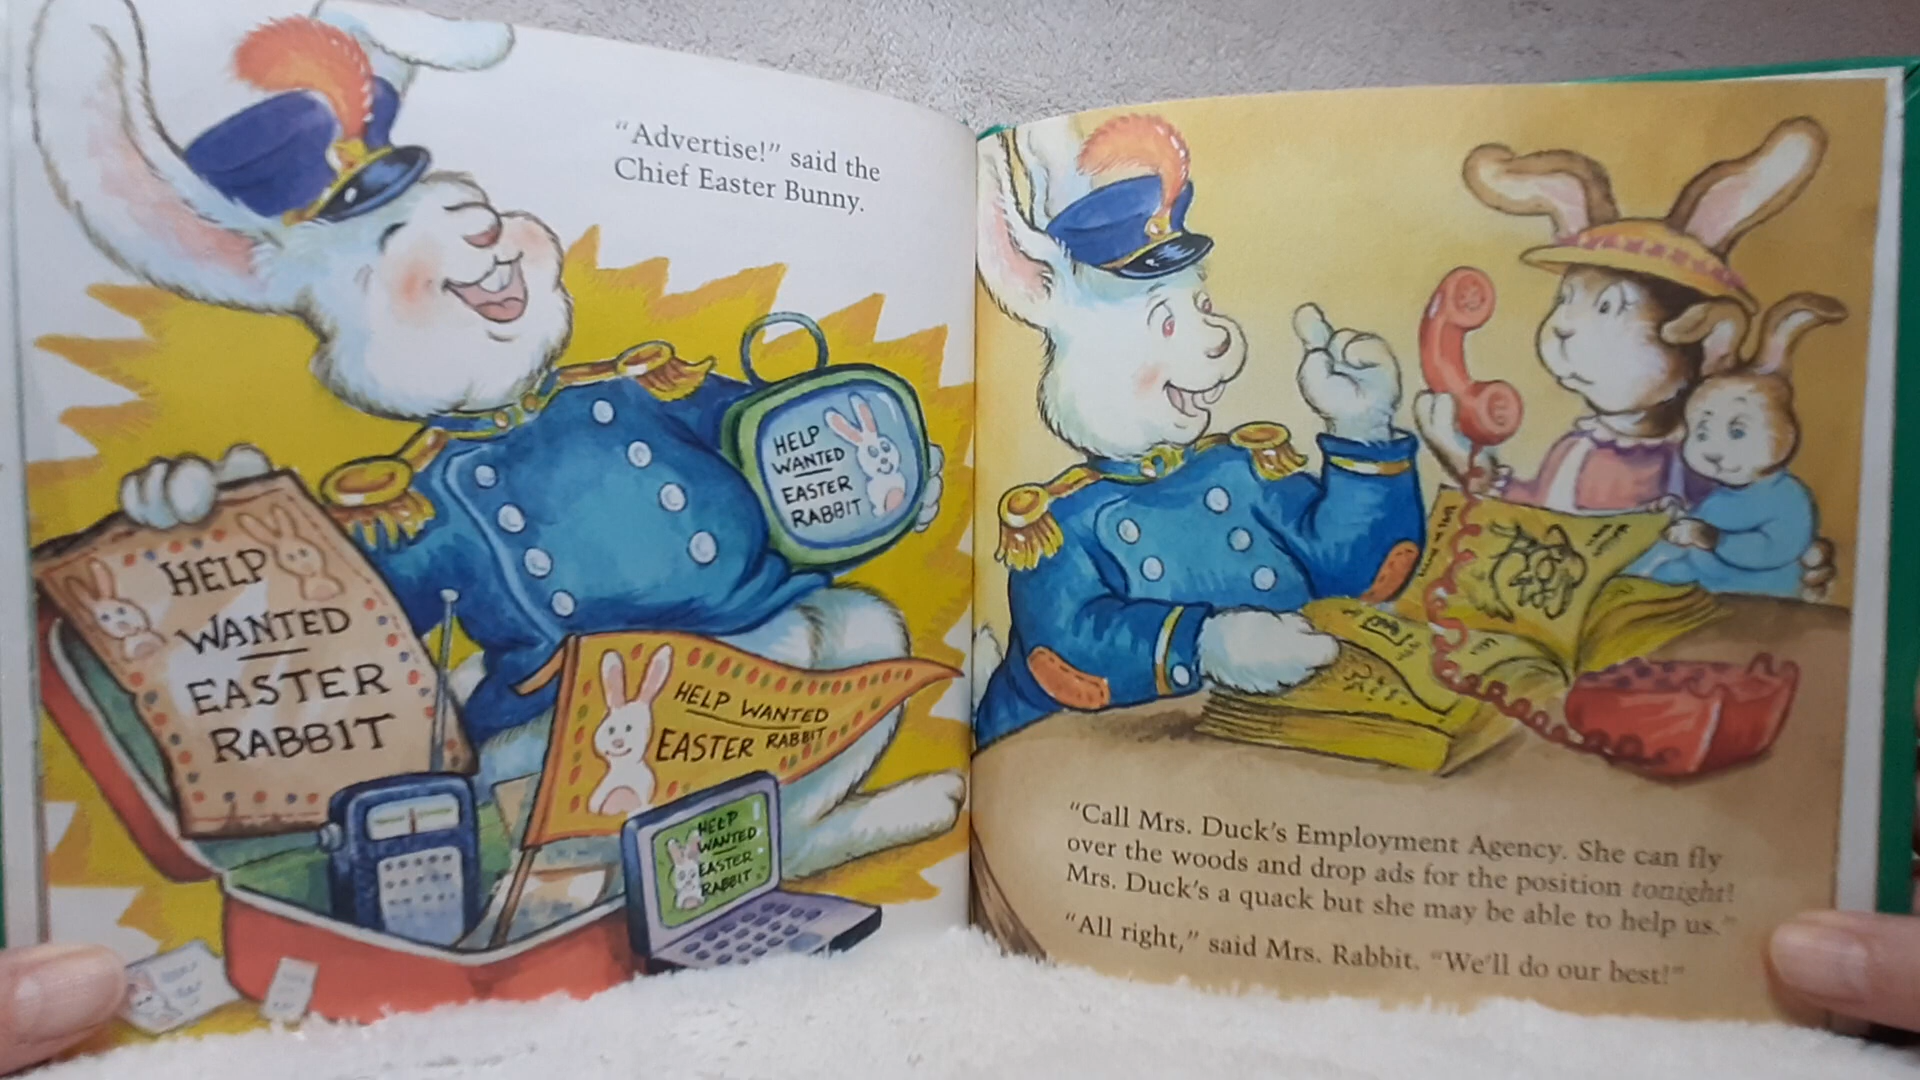 “Advertise!” said the
Chief Easter Bunny.
HELP
WANTED
EASTER
RABBIT
HELP
WANTED
EASTER
RABBIT
HELP WANTED
EASTER RABBIT
HELP
WANTED
EASTER
RABBIT
“Call Mrs. Duck’s Employment Agency. She can fly
over the woods and drop ads for the position tonight!
Mrs. Duck’s a quack but she may be able to help us.”
“All right,” said Mrs. Rabbit. “We’ll do our best!”